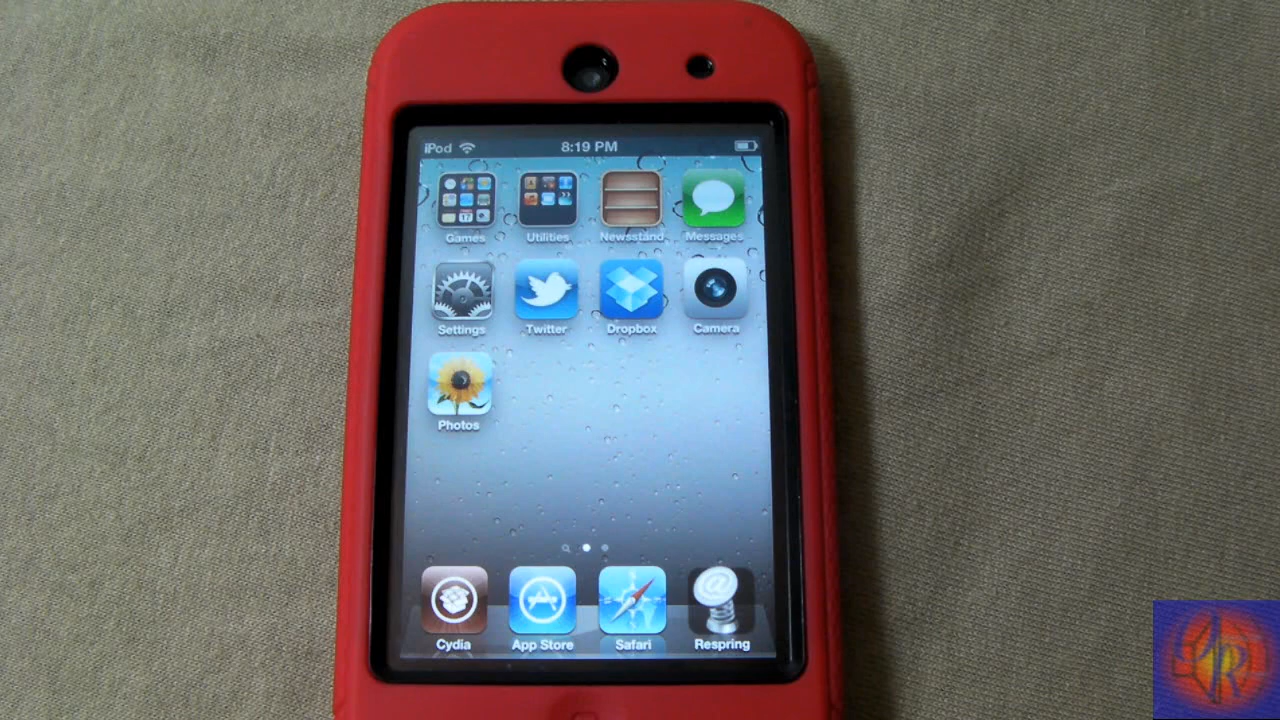 iPod 8:19 PM
Games Utilities Newsstand Messages
Settings Twitter Dropbox Camera
Photos
Cydia App Store Safari Respring